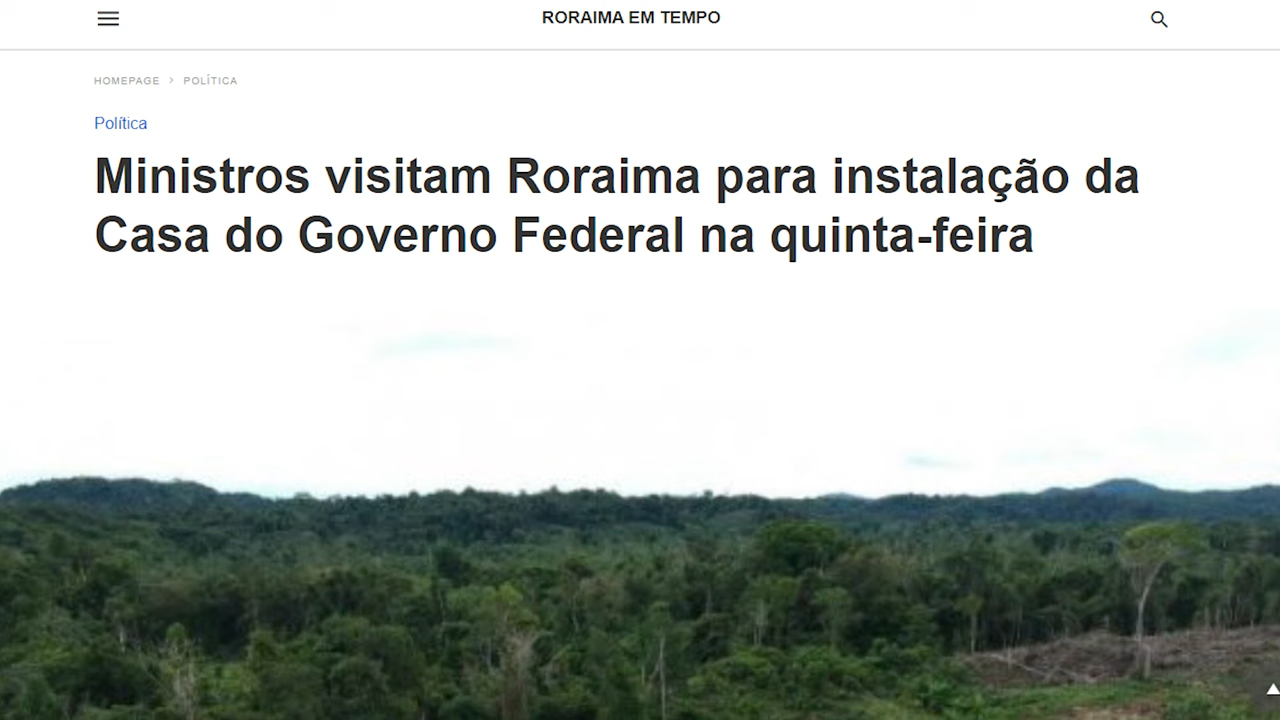 RORAIMA EM TEMPO
HOMEPAGE > POLÍTICA
Política
Ministros visitam Roraima para instalação da
Casa do Governo Federal na quinta-feira